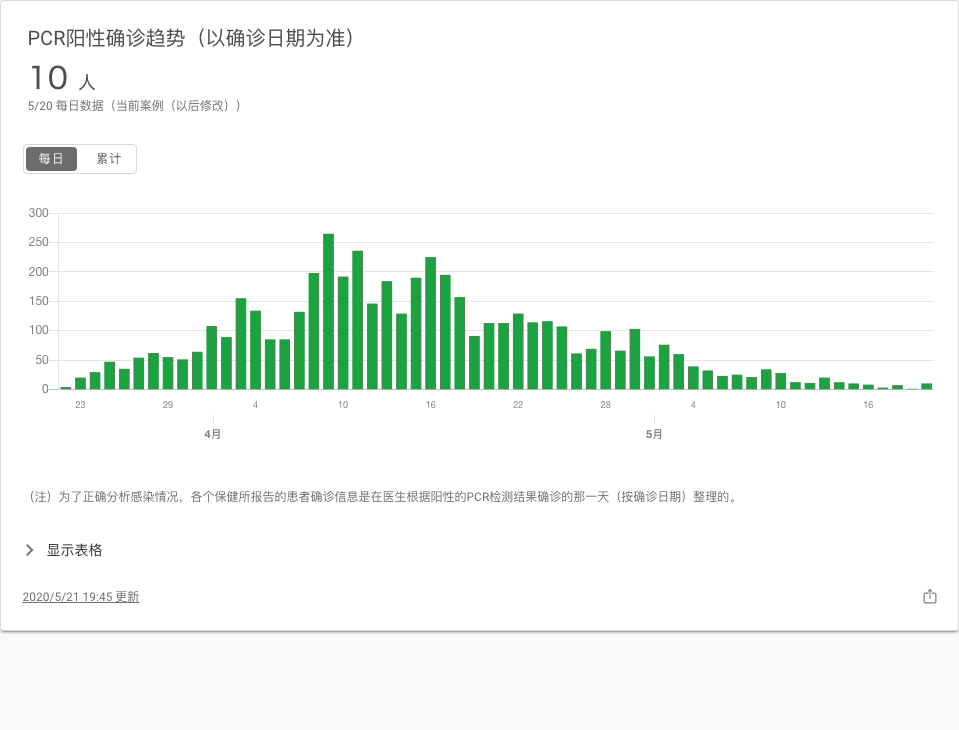 PCR阳性确诊趋势（以确诊日期为准）
10 人
5/20 每日数据（当前案例（以后修改））
每日 累计
300
250
200
150
100
50
0
23 29 4 10 16 22 28 4 10 16
4月 5月
（注）为了正确分析感染情况，各个保健所报告的患者确诊信息是在医生根据阳性的PCR检测结果确诊的那一天（按确诊日期）整理的。
显示表格
2020/5/21 19:45 更新